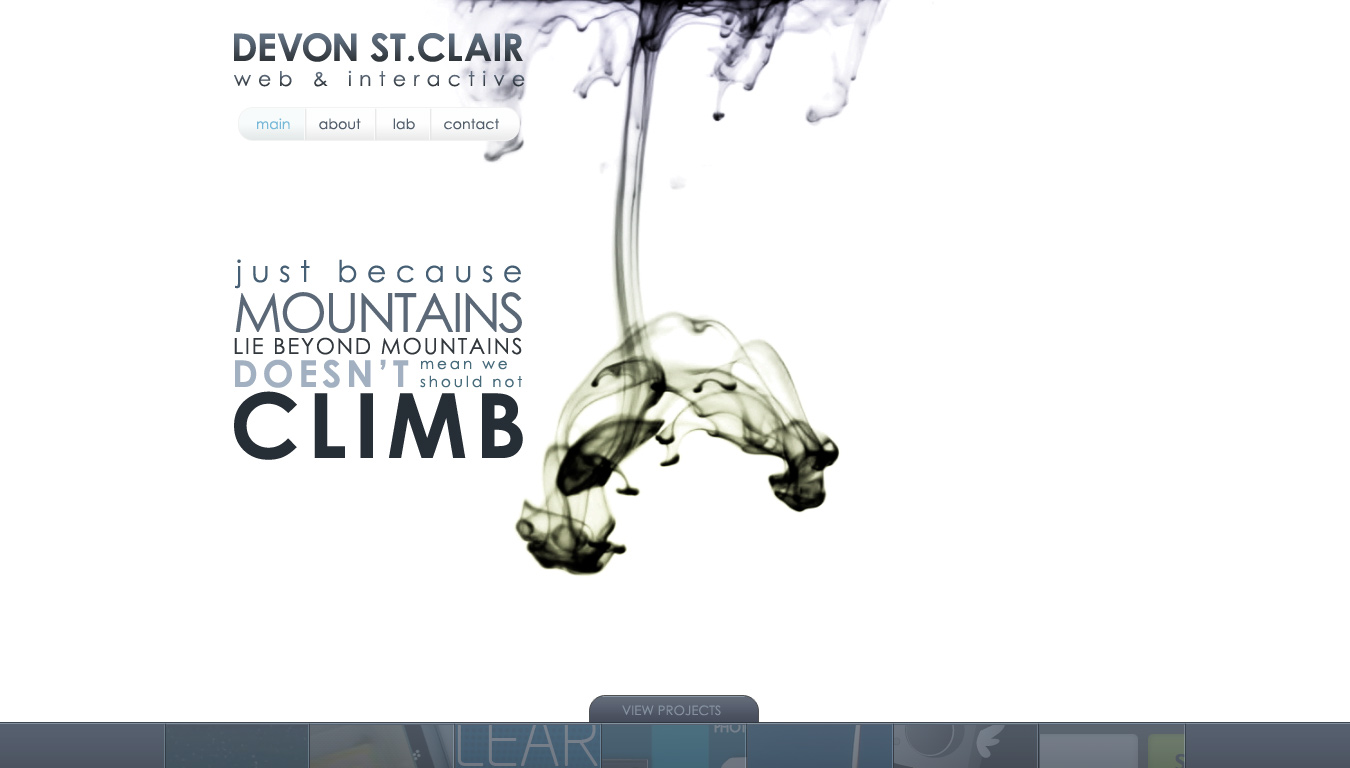 DEVON ST.CLAIR
web & interactive
main about lab contact
just because
MOUNTAINS
LIE BEYOND MOUNTAINS
DOESN'T mean we
should not
CLIMB
VIEW PROJECTS
LEAR